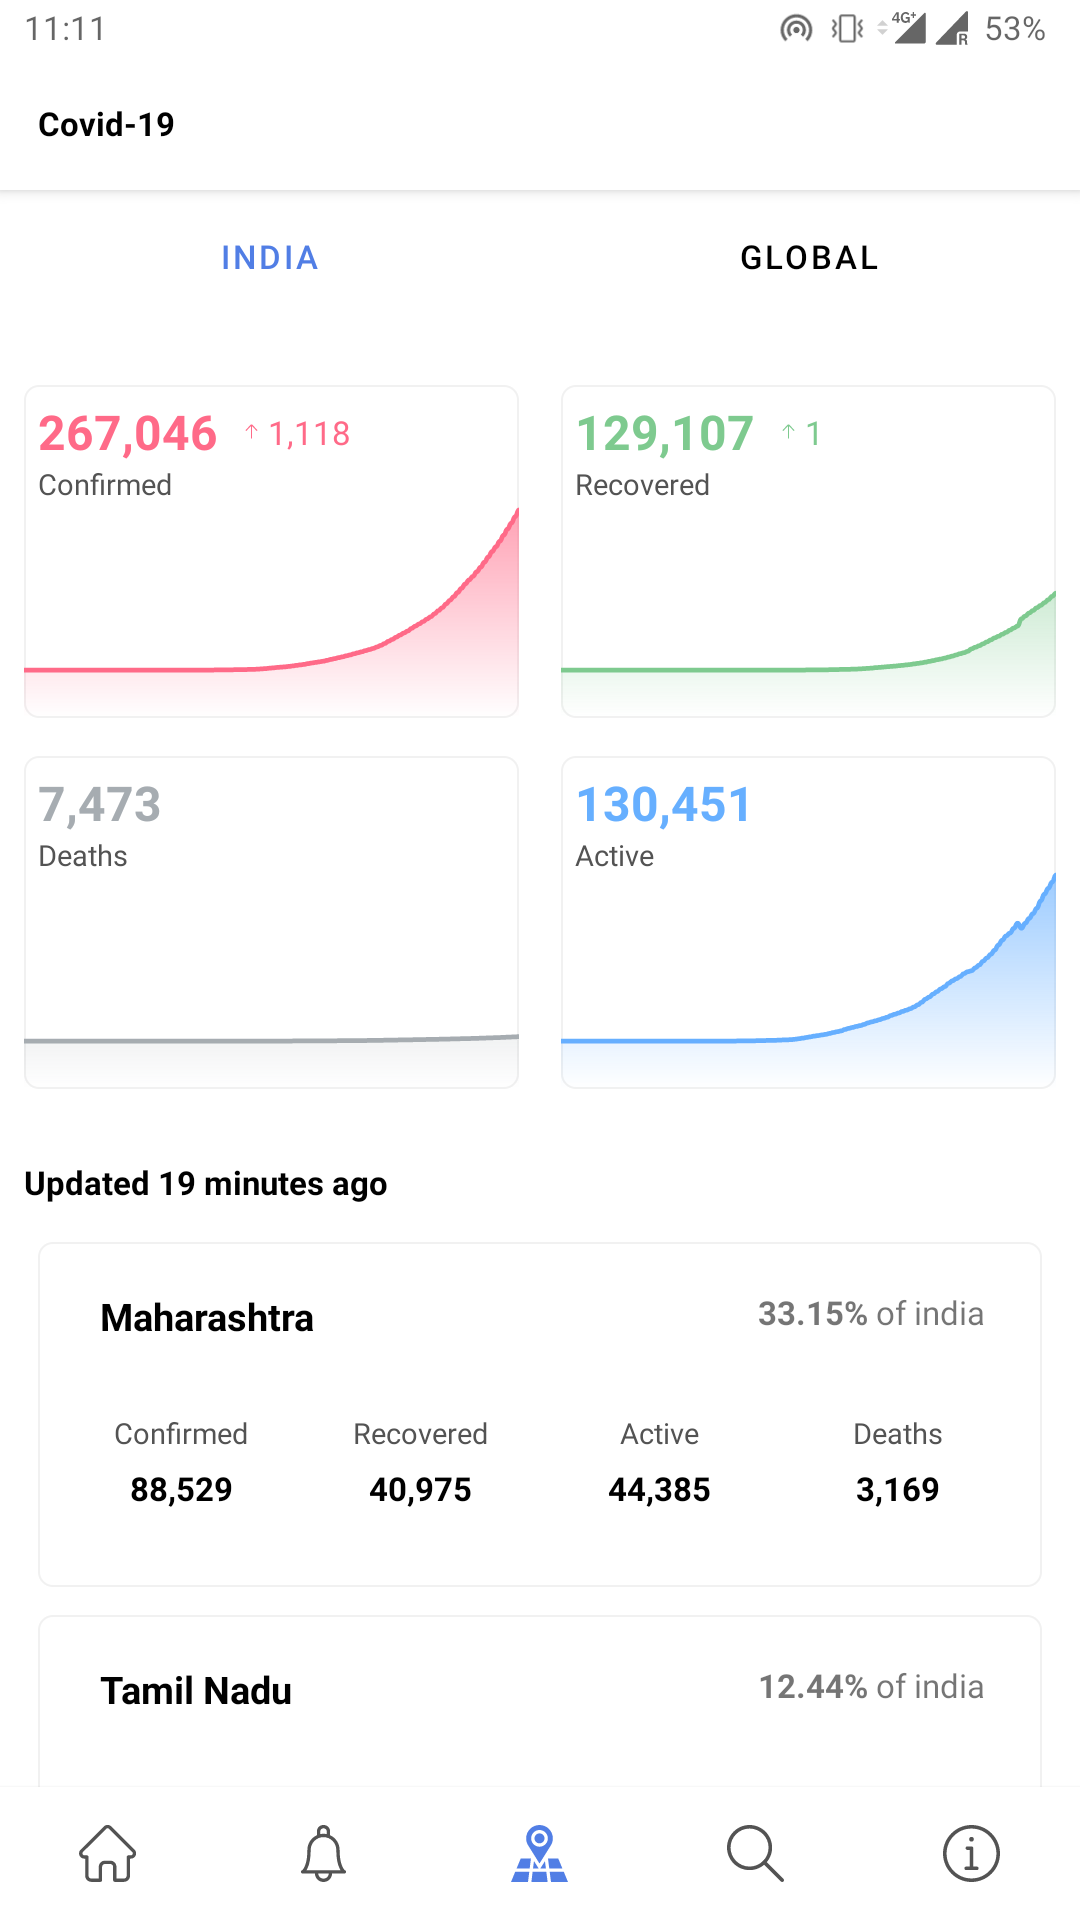 11:11 4G+ R 53%
Covid-19
INDIA GLOBAL
267,046 ↑ 1,118
Confirmed
129,107 ↑ 1
Recovered
7,473
Deaths
130,451
Active
Updated 19 minutes ago
Maharashtra 33.15% of india
Confirmed Recovered Active Deaths
88,529 40,975 44,385 3,169
Tamil Nadu 12.44% of india